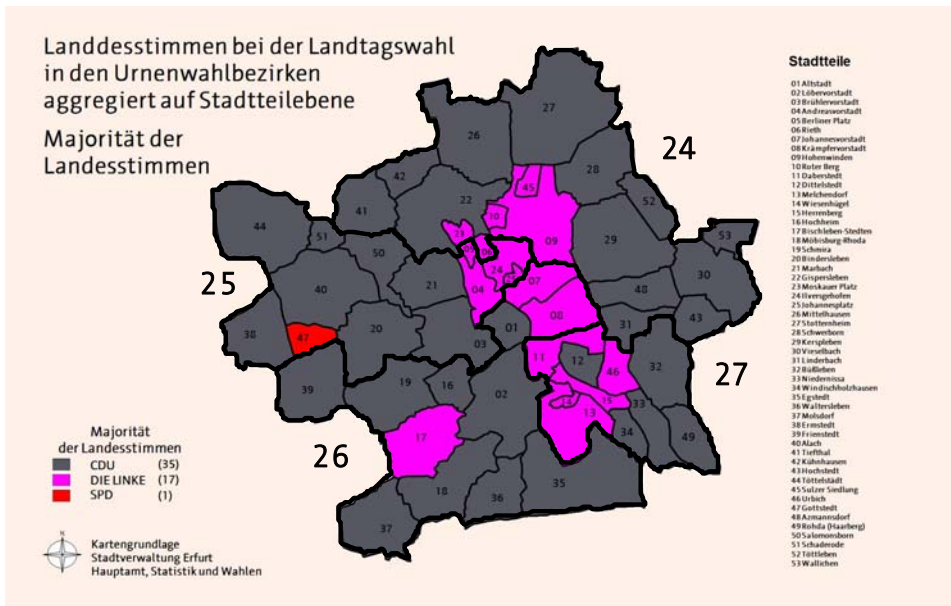 Landdesstimmen bei der Landtagswahl
in den Urnenwahlbezirken
aggregiert auf Stadtteilebene
Majorität der
Landesstimmen
Stadtteile
01 Altstadt
02 Löbervorstadt
03 Brühlervorstadt
04 Andreasvorstadt
05 Berliner Platz
06 Rieth
07 Johannesvorstadt
08 Krämpfervorstadt
09 Hohenwinden
10 Roter Berg
11 Daberstedt
12 Dittelstedt
13 Melchendorf
14 Wiesenhügel
15 Herrenberg
16 Hochheim
17 Bischleben-Stedten
18 Möbisburg-Rhoda
19 Schmira
20 Bindersleben
21 Marbach
22 Gispersleben
23 Moskauer Platz
24 Ilversgehofen
25 Johannesplatz
26 Mittelhausen
27 Stotternheim
28 Schwerborn
29 Kerspleben
30 Vieselbach
31 Linderbach
32 Büßleben
33 Niedernissa
34 Windischholzhausen
35 Egstedt
36 Waltersleben
37 Molsdorf
38 Ermstedt
39 Frienstedt
40 Alach
41 Tiefthal
42 Kühnhausen
43 Hochstedt
44 Töttelstädt
45 Sulzer Siedlung
46 Urbich
47 Gottstedt
48 Azmannsdorf
49 Rohda (Haarberg)
50 Salomonsborn
51 Schaderode
52 Töttleben
53 Wallichen
27
26
24
28
42
45
52
22
41
10
44
51
23
53
09
29
50
05
06
24
30
07
25
21
04
48
40
08
43
38
47
20
01
31
03
11
12
32
27
46
39
19
16
02
14
15
33
13
17
34
49
26
18
36
35
37
Majorität
der Landesstimmen
CDU (35)
DIE LINKE (17)
SPD (1)
N
Kartengrundlage
Stadtverwaltung Erfurt
Hauptamt, Statistik und Wahlen